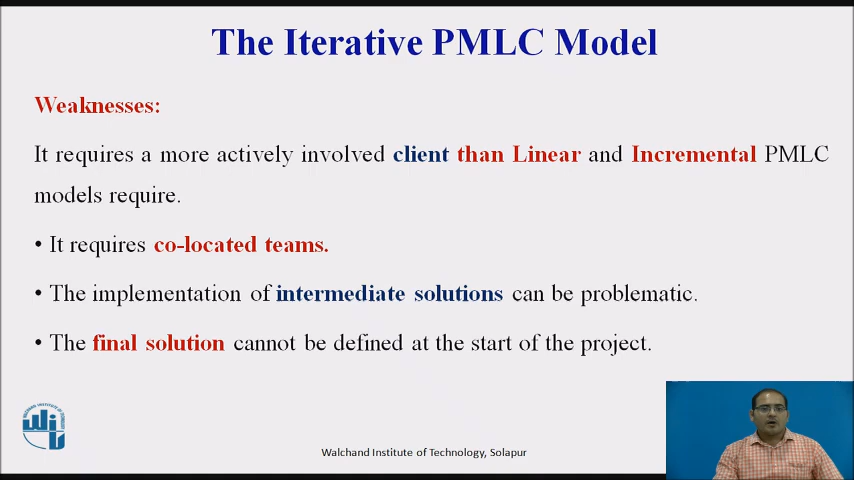 The Iterative PMLC Model
Weaknesses:
It requires a more actively involved client than Linear and Incremental PMLC
models require.
• It requires co-located teams.
• The implementation of intermediate solutions can be problematic.
• The final solution cannot be defined at the start of the project.
Walchand Institute of Technology, Solapur